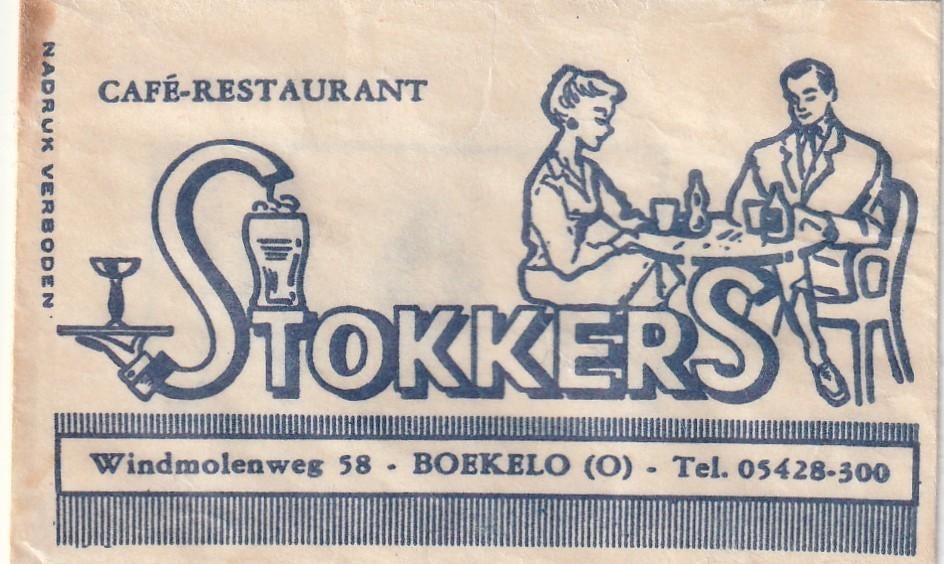 CAFÉ-RESTAURANT
STOKKERS
Windmolenweg 58 - BOEKELO (O) - Tel. 05428-300
NADRUK VERBODEN